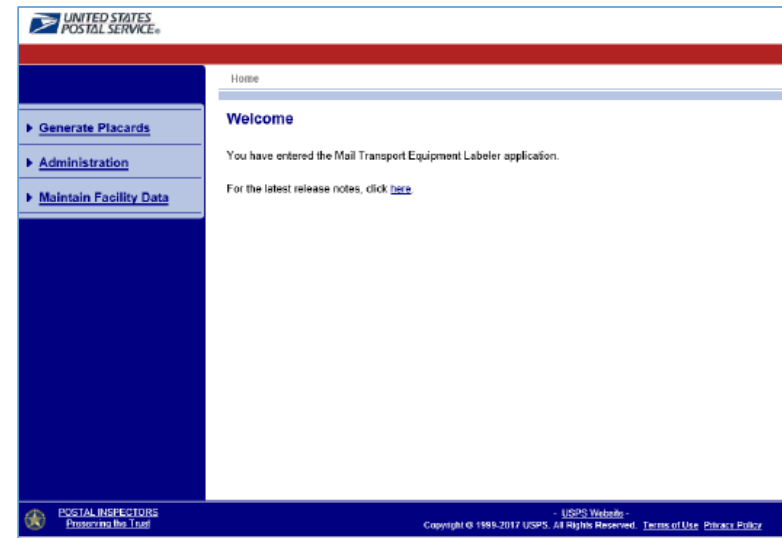 UNITED STATES
POSTAL SERVICE®
Home
Generate Placards
Administration
Maintain Facility Data
Welcome
You have entered the Mail Transport Equipment Labeler application.
For the latest release notes, click here.
POSTAL INSPECTORS
Preserving the Trust
- USPS Website -
Copyright © 1999-2017 USPS. All Rights Reserved. Terms of Use Privacy Policy